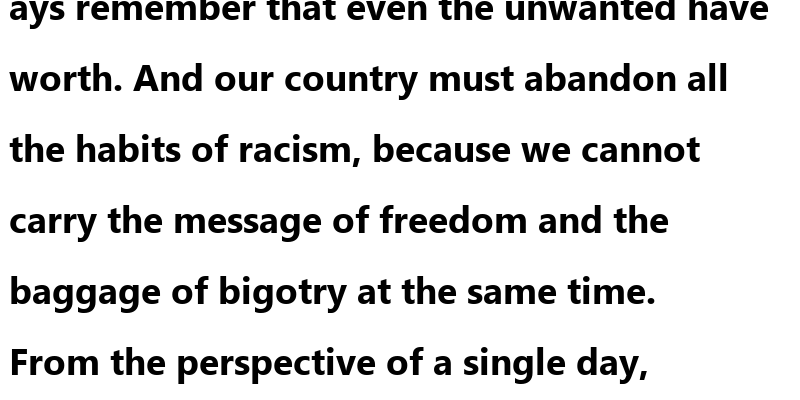 ays remember that even the unwanted have
worth. And our country must abandon all
the habits of racism, because we cannot
carry the message of freedom and the
baggage of bigotry at the same time.
From the perspective of a single day,